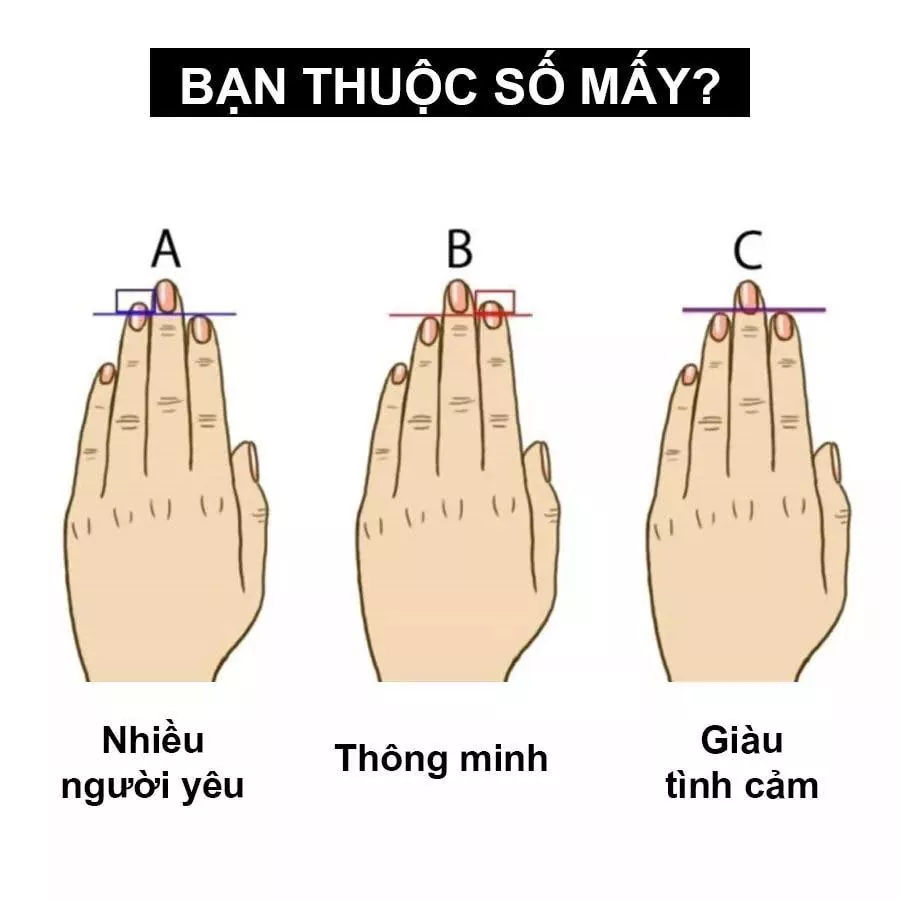 BẠN THUỘC SỐ MẤY?
A
B
C
Nhiều
người yêu
Thông minh
Giàu
tình cảm